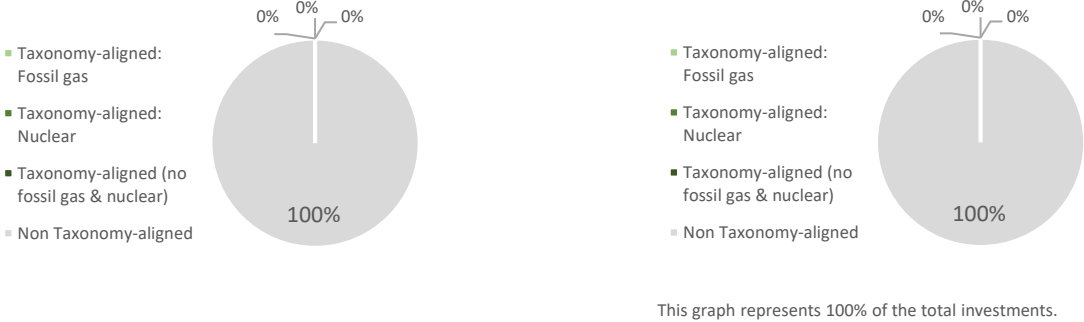 0%
0%
0%
Taxonomy-aligned:
Fossil gas
Taxonomy-aligned:
Nuclear
Taxonomy-aligned (no
fossil gas & nuclear)
Non Taxonomy-aligned
100%
0%
0%
0%
Taxonomy-aligned:
Fossil gas
Taxonomy-aligned:
Nuclear
Taxonomy-aligned (no
fossil gas & nuclear)
Non Taxonomy-aligned
100%
This graph represents 100% of the total investments.